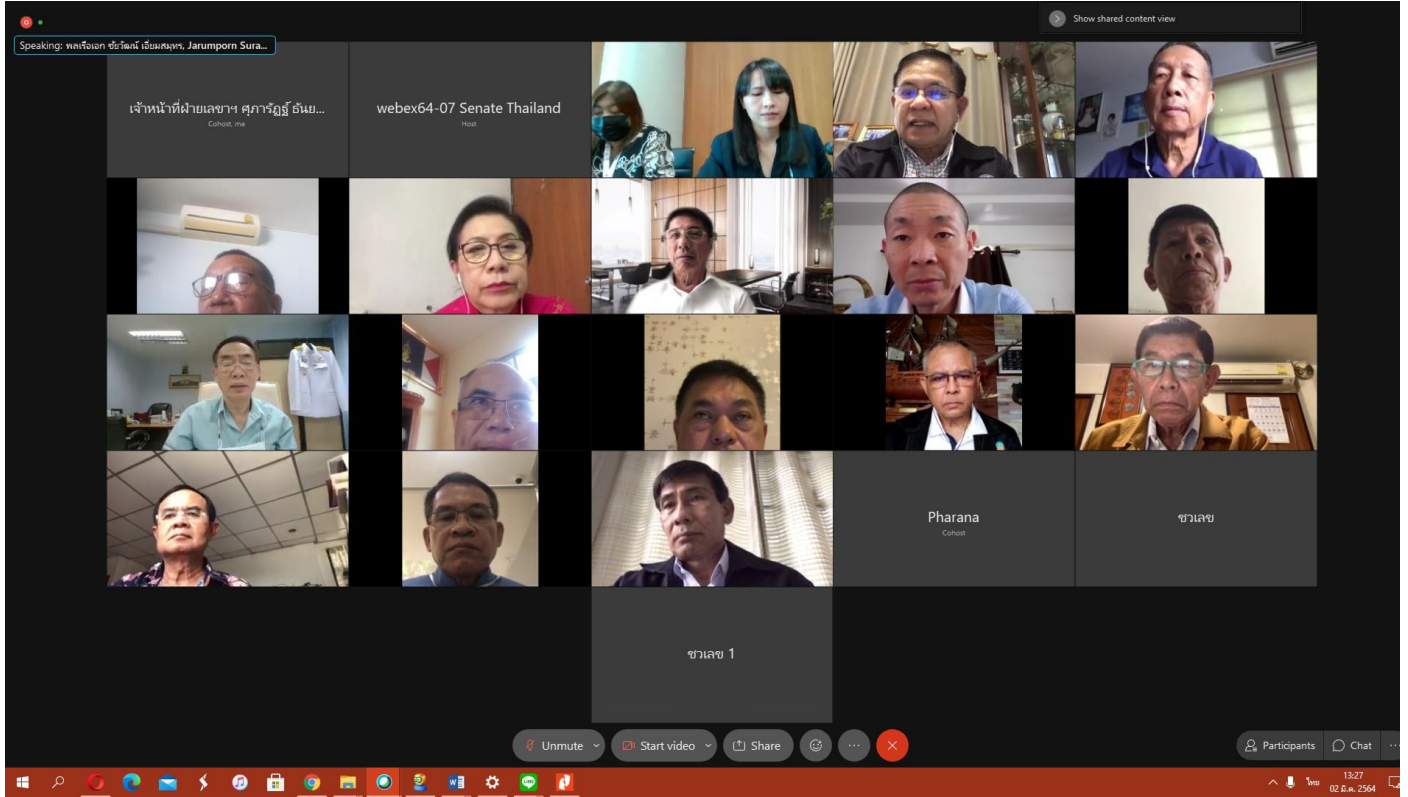 Show shared content view
Speaking: พลเรือเอก ชัยวัฒน์ เอี่ยมสมุทร, Jarumporn Sura...
เจ้าหน้าที่ฝ่ายเลขาฯ ศุภารัฏฐ์ ธันย...
Cohost, me
webex64-07 Senate Thailand
Host
Pharana
Cohost
ชวเลข
ชวเลข 1
Unmute
Start video
Share
Participants
Chat
LINE
ไทย
13:27
02 มี.ค. 2564